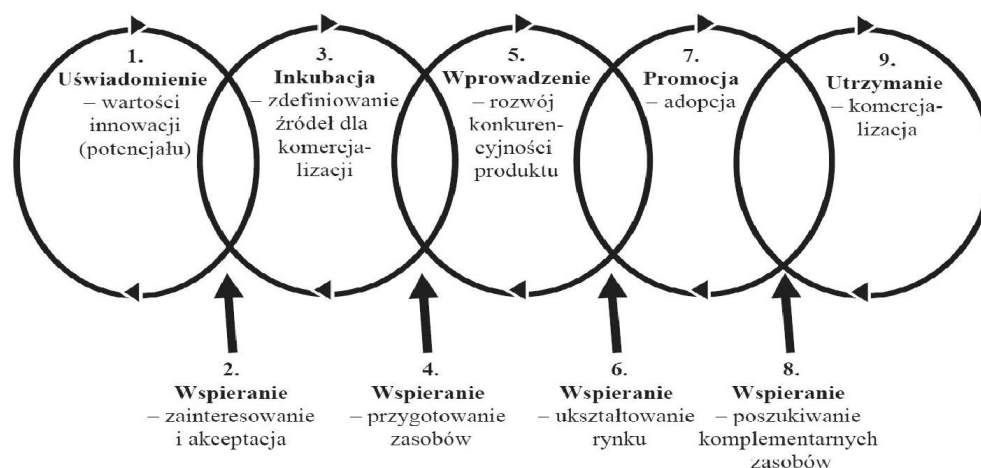 1.
Uświadomienie
– wartości
innowacji
(potencjału)
3.
Inkubacja
– zdefiniowanie
źródeł dla
komercja-
lizacji
5.
Wprowadzenie
– rozwój
konkuren-
cyjności
produktu
7.
Promocja
– adopcja
9.
Utrzymanie
– komercja-
lizacja
2.
Wspieranie
– zainteresowanie
i akceptacja
4.
Wspieranie
– przygotowanie
zasobów
6.
Wspieranie
– ukształtowanie
rynku
8.
Wspieranie
– poszukiwanie
komplementarnych
zasobów